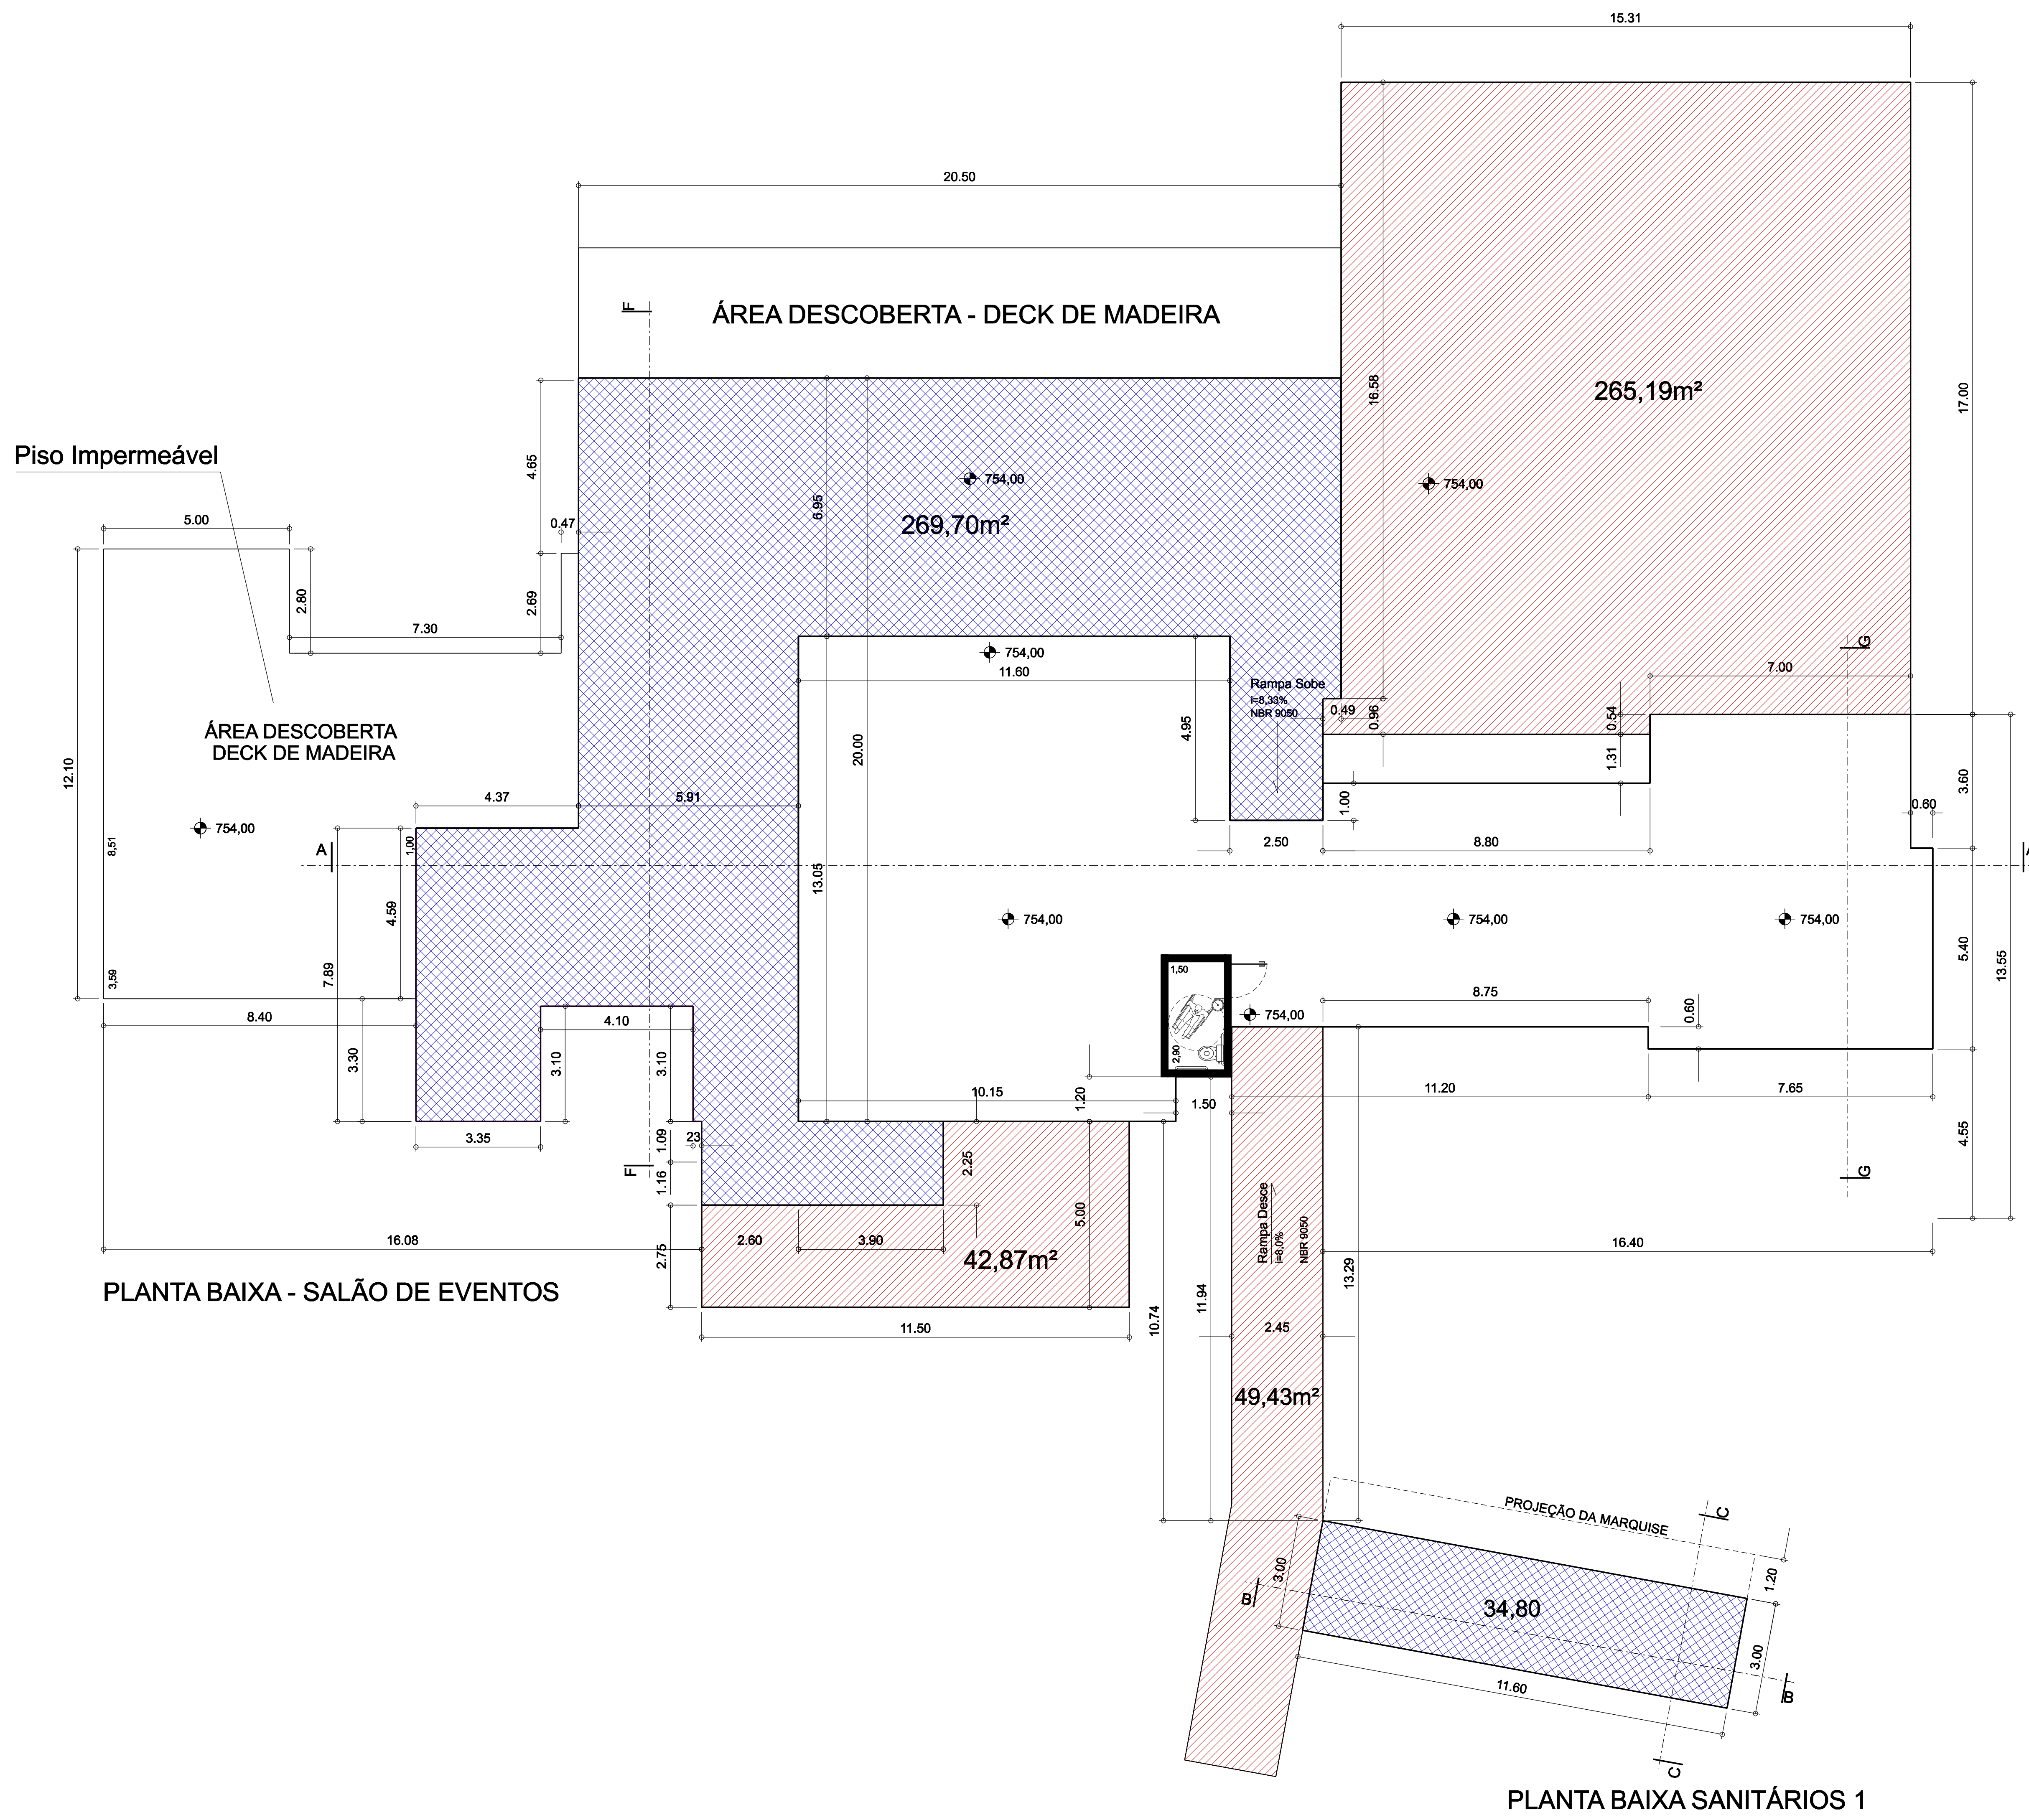 15.31
20.50
ÁREA DESCOBERTA - DECK DE MADEIRA
F
16.58
265,19m²
17.00
4.65
Piso Impermeável
754,00
754,00
6.95
269,70m²
5.00
0.47
2.80
2.69
7.30
754,00
11.60
G
7.00
Rampa Sobe
i=8,33%
NBR 9050
0.49
0.96
0.54
4.95
20.00
1.31
ÁREA DESCOBERTA
DECK DE MADEIRA
12.10
3.60
4.37
5.91
1.00
0.60
754,00
8,51
1,00
A
2.50
8.80
A
13.05
4.59
754,00
754,00
754,00
5.40
13.55
7.89
3,59
1,50
8.75
0.60
754,00
8.40
4.10
2,90
3.30
3.10
3.10
10.15
1.20
1.50
11.20
7.65
3.35
23
1.09
4.55
2.25
F
1.16
G
5.00
Rampa Desce
i=8,0%
NBR 9050
16.08
2.60
3.90
42,87m²
2.75
16.40
13.29
PLANTA BAIXA - SALÃO DE EVENTOS
11.94
10.74
11.50
2.45
49,43m²
PROJEÇÃO DA MARQUISE
C
3.00
1.20
B
34,80
3.00
11.60
B
C
PLANTA BAIXA SANITÁRIOS 1